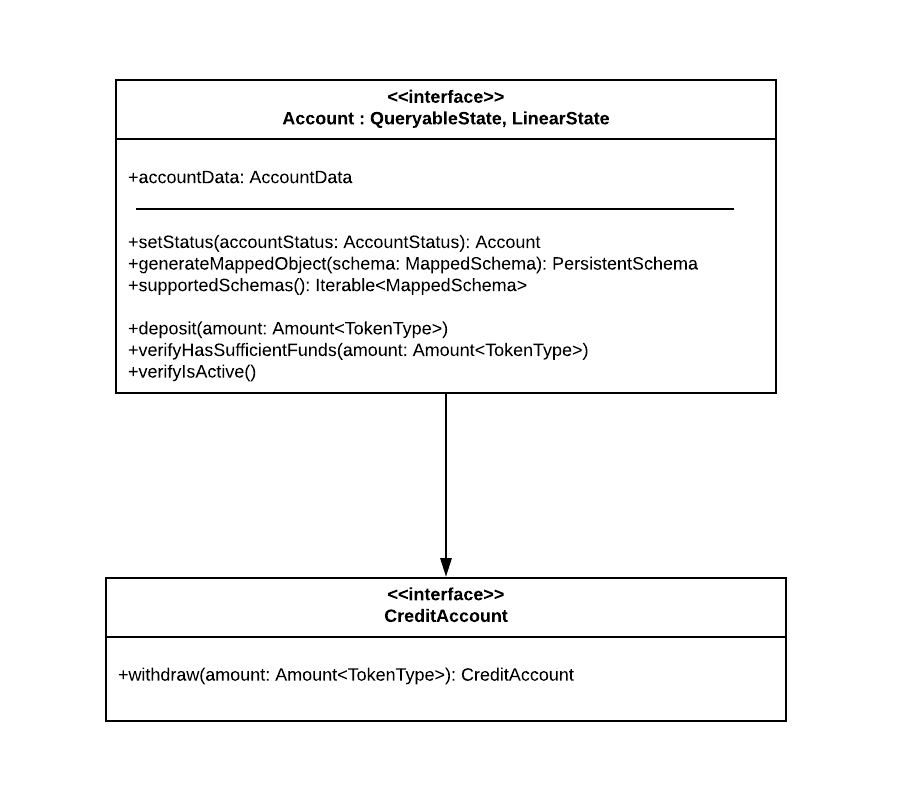 <<interface>>
Account : QueryableState, LinearState
+accountData: AccountData
+setStatus(accountStatus: AccountStatus): Account
+generateMappedObject(schema: MappedSchema): PersistentSchema
+supportedSchemas(): Iterable<MappedSchema>
+deposit(amount: Amount<TokenType>)
+verifyHasSufficientFunds(amount: Amount<TokenType>)
+verifyIsActive()
<<interface>>
CreditAccount
+withdraw(amount: Amount<TokenType>): CreditAccount